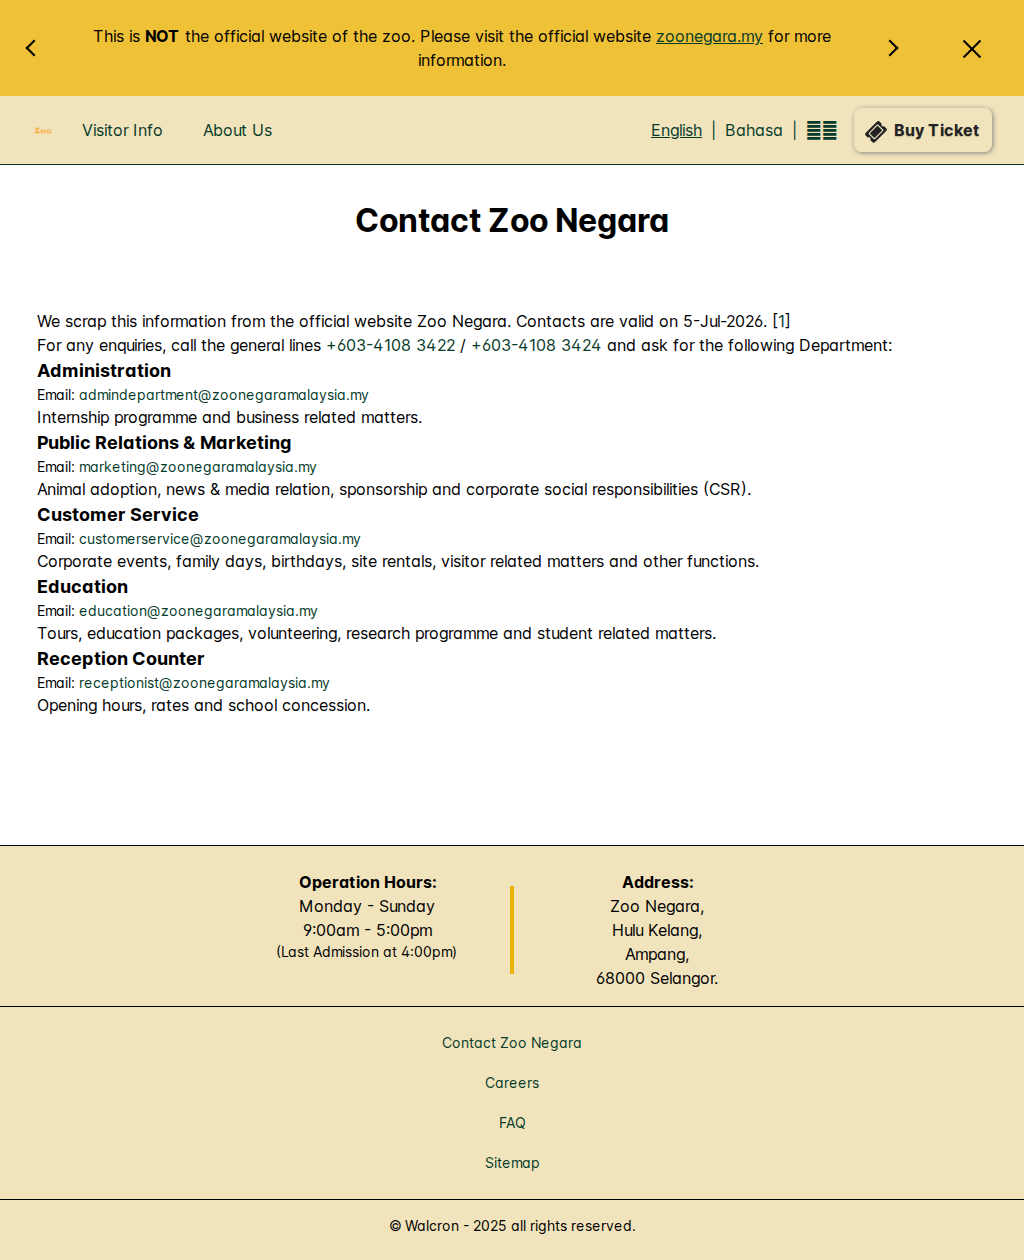 This is NOT the official website of the zoo. Please visit the official website zoonegara.my for more
information.
Zoo
Visitor Info
About Us
English | Bahasa |
Buy Ticket
Contact Zoo Negara
We scrap this information from the official website Zoo Negara. Contacts are valid on 5-Jul-2026. [1]
For any enquiries, call the general lines +603-4108 3422 / +603-4108 3424 and ask for the following Department:
Administration
Email: admindepartment@zoonegaramalaysia.my
Internship programme and business related matters.
Public Relations & Marketing
Email: marketing@zoonegaramalaysia.my
Animal adoption, news & media relation, sponsorship and corporate social responsibilities (CSR).
Customer Service
Email: customerservice@zoonegaramalaysia.my
Corporate events, family days, birthdays, site rentals, visitor related matters and other functions.
Education
Email: education@zoonegaramalaysia.my
Tours, education packages, volunteering, research programme and student related matters.
Reception Counter
Email: receptionist@zoonegaramalaysia.my
Opening hours, rates and school concession.
Operation Hours:
Monday - Sunday
9:00am - 5:00pm
(Last Admission at 4:00pm)
Address:
Zoo Negara,
Hulu Kelang,
Ampang,
68000 Selangor.
Contact Zoo Negara
Careers
FAQ
Sitemap
© Walcron - 2025 all rights reserved.